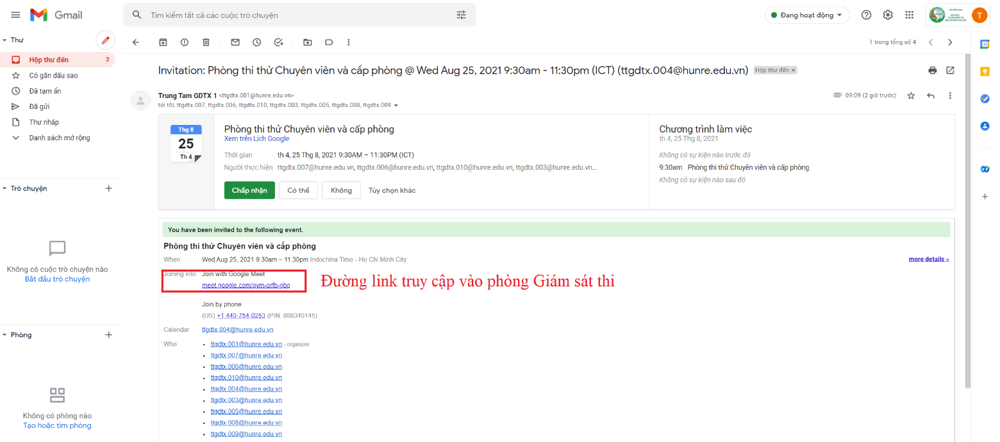 Gmail
Tìm kiếm tất cả các cuộc trò chuyện
Đang hoạt động
T
Thư
Hộp thư đến 3
Có gắn dấu sao
Đã tạm ẩn
Đã gửi
Thư nháp
Danh sách mở rộng
Trò chuyện
Không có cuộc trò chuyện nào
Bắt đầu trò chuyện
Phòng
Không có phòng nào
Tạo hoặc tìm phòng
1 trong tổng số 4
Invitation: Phòng thi thử Chuyên viên và cấp phòng @ Wed Aug 25, 2021 9:30am - 11:30pm (ICT) (ttgdtx.004@hunre.edu.vn) Hộp thư đến ×
Trung Tam GDTX 1 <ttgdtx.001@hunre.edu.vn>
09:09 (2 giờ trước)
tới tôi, ttgdtx.007, ttgdtx.006, ttgdtx.010, ttgdtx.003, ttgdtx.005, ttgdtx.008, ttgdtx.009
Thg 8
25
Th 4
Phòng thi thử Chuyên viên và cấp phòng
Xem trên Lịch Google
Thời gian th 4, 25 Thg 8, 2021 9:30AM – 11:30PM (ICT)
Người thực hiện ttgdtx.007@hunre.edu.vn, ttgdtx.006@hunre.edu.vn, ttgdtx.010@hunre.edu.vn, ttgdtx.003@hunre.edu.vn...
Chấp nhận Có thể Không Tùy chọn khác
Chương trình làm việc
th 4, 25 Thg 8, 2021
Không có sự kiện nào trước đó
9:30am Phòng thi thử Chuyên viên và cấp phòng
Không có sự kiện nào sau đó
You have been invited to the following event.
Phòng thi thử Chuyên viên và cấp phòng
When Wed Aug 25, 2021 9:30am – 11:30pm Indochina Time - Ho Chi Minh City
more details »
Joining info Join with Google Meet
meet.google.com/qvm-orfb-gbq
Đường link truy cập vào phòng Giám sát thi
Join by phone
(US) +1 440-754-0253 (PIN: 888340145)
Calendar ttgdtx.004@hunre.edu.vn
Who • ttgdtx.001@hunre.edu.vn - organizer
• ttgdtx.007@hunre.edu.vn
• ttgdtx.006@hunre.edu.vn
• ttgdtx.010@hunre.edu.vn
• ttgdtx.004@hunre.edu.vn
• ttgdtx.003@hunre.edu.vn
• ttgdtx.005@hunre.edu.vn
• ttgdtx.008@hunre.edu.vn
• ttgdtx.009@hunre.edu.vn
31